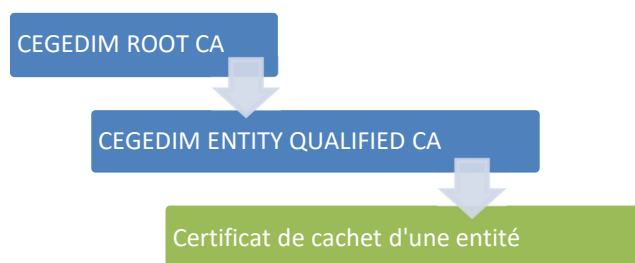 CEGEDIM ROOT CA
CEGEDIM ENTITY QUALIFIED CA
Certificat de cachet d'une entité